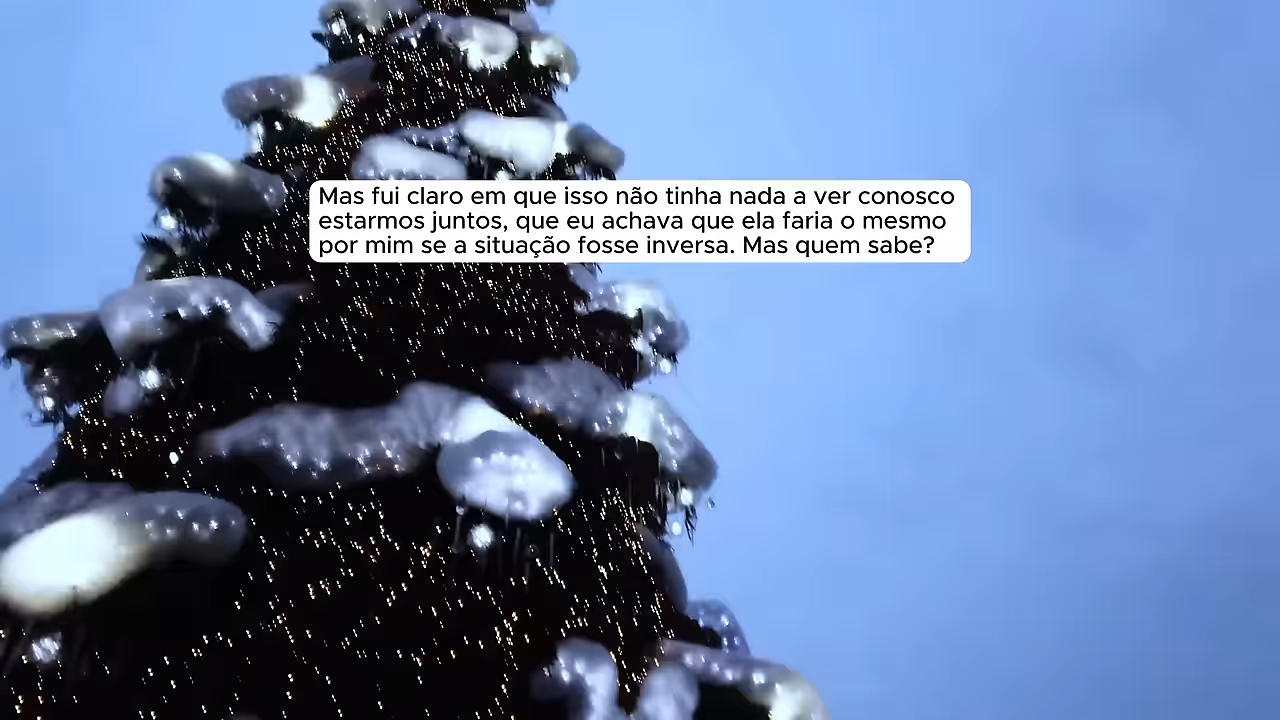 Mas fui claro em que isso não tinha nada a ver conosco
estarmos juntos, que eu achava que ela faria o mesmo
por mim se a situação fosse inversa. Mas quem sabe?